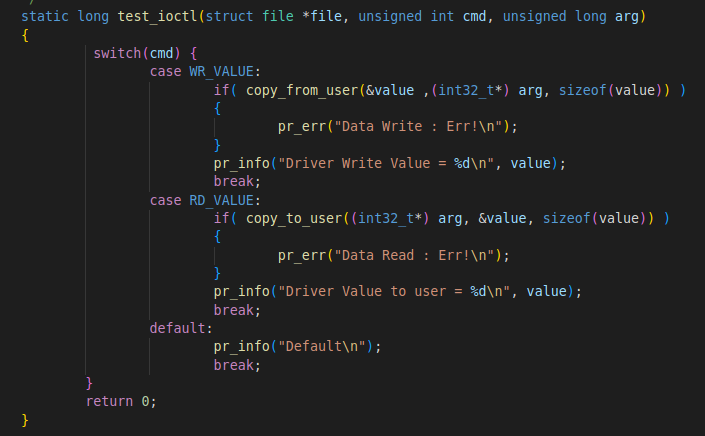 static long test_ioctl(struct file *file, unsigned int cmd, unsigned long arg)
{
switch(cmd) {
case WR_VALUE:
if( copy_from_user(&value ,(int32_t*) arg, sizeof(value)) )
{
pr_err("Data Write : Err!\n");
}
pr_info("Driver Write Value = %d\n", value);
break;
case RD_VALUE:
if( copy_to_user((int32_t*) arg, &value, sizeof(value)) )
{
pr_err("Data Read : Err!\n");
}
pr_info("Driver Value to user = %d\n", value);
break;
default:
pr_info("Default\n");
break;
}
return 0;
}